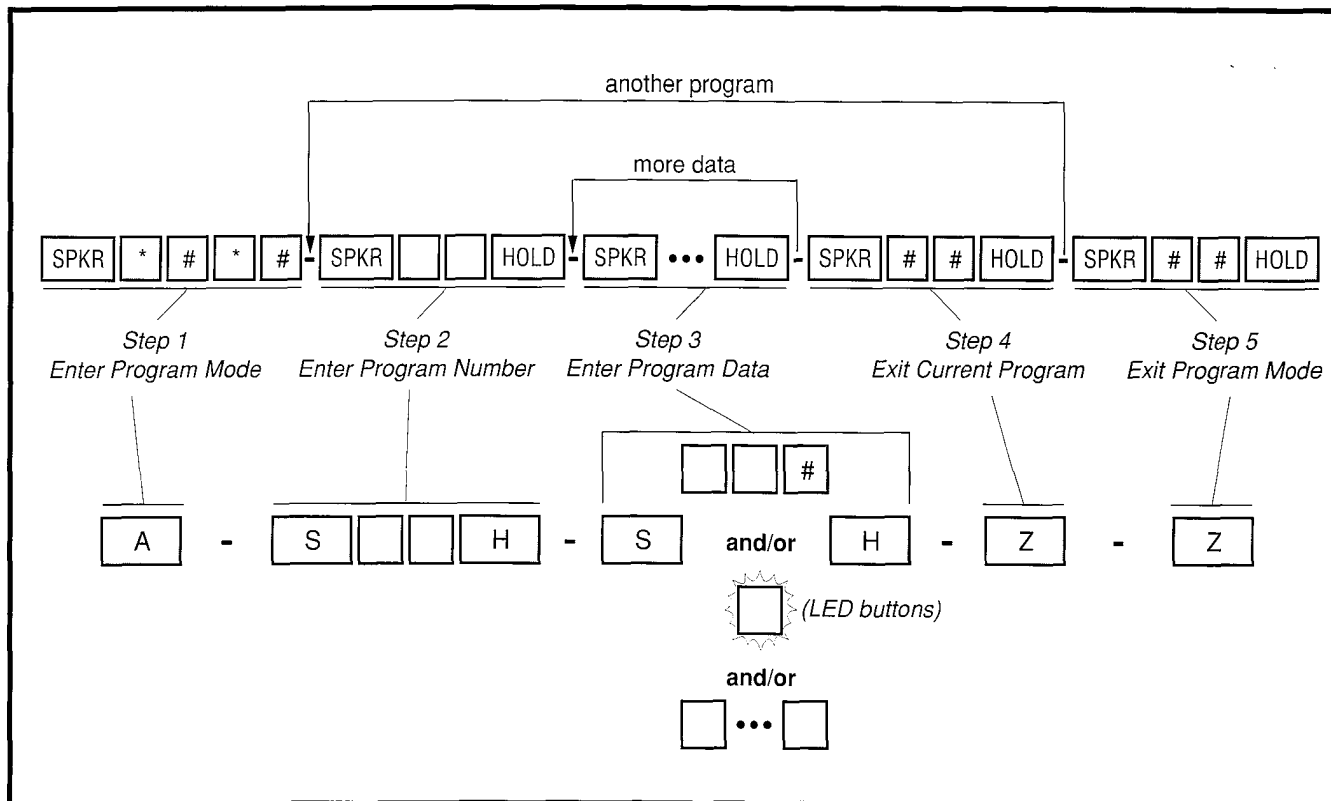 another program
more data
SPKR * # * # - SPKR HOLD - SPKR ••• HOLD - SPKR # # HOLD - SPKR # # HOLD
Step 1 Step 2 Step 3 Step 4 Step 5
Enter Program Mode Enter Program Number Enter Program Data Exit Current Program Exit Program Mode
#
A - S H - S and/or H - Z - Z
(LED buttons)
and/or
•••